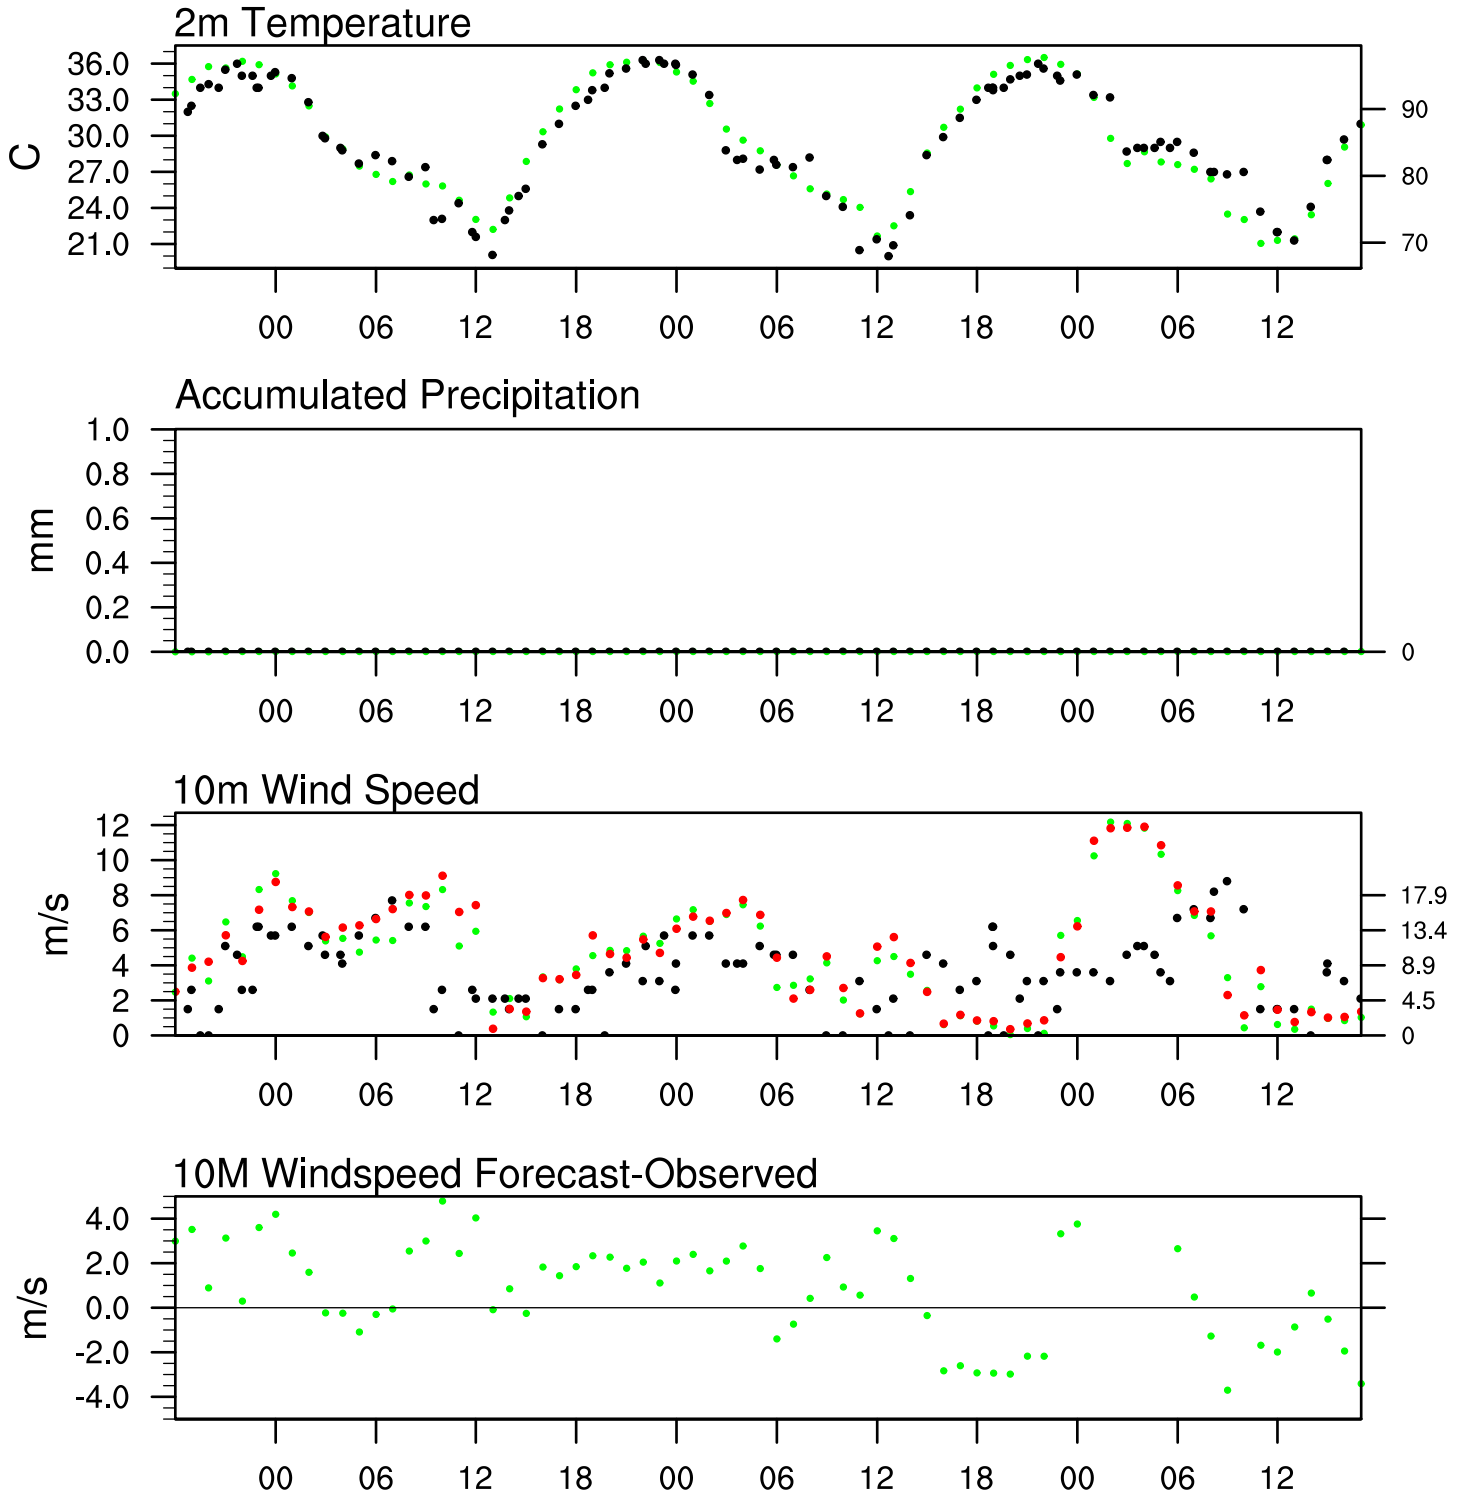 2m Temperature
36.0
33.0
30.0
27.0
24.0
21.0
C
90
80
70
00 06 12 18 00 06 12 18 00 06 12
Accumulated Precipitation
1.0
0.8
0.6
0.4
0.2
0.0
mm
0
00 06 12 18 00 06 12 18 00 06 12
10m Wind Speed
12
10
8
6
4
2
0
m/s
17.9
13.4
8.9
4.5
0
00 06 12 18 00 06 12 18 00 06 12
10M Windspeed Forecast-Observed
4.0
2.0
0.0
-2.0
-4.0
m/s
00 06 12 18 00 06 12 18 00 06 12